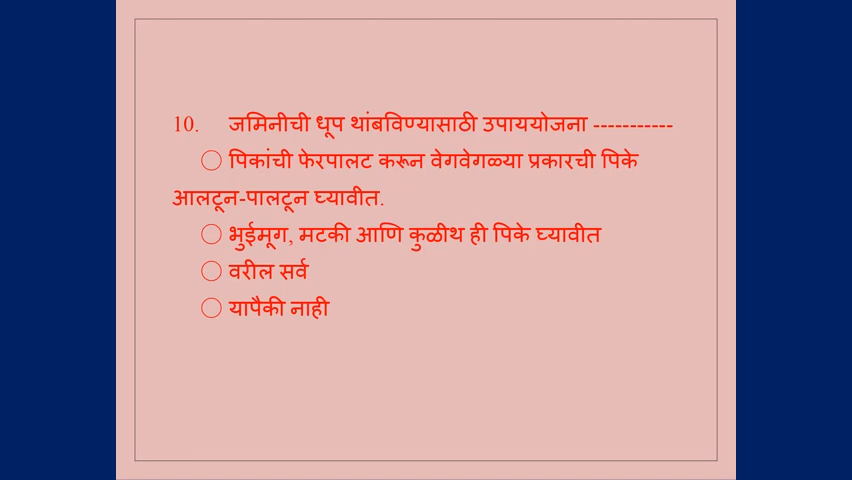 10. जमिनीची धूप थांबविण्यासाठी उपाययोजना -----------
◯ पिकांची फेरपालट करून वेगवेगळ्या प्रकारची पिके
आलटून-पालटून घ्यावीत.
◯ भुईमूग, मटकी आणि कुळीथ ही पिके घ्यावीत
◯ वरील सर्व
◯ यापैकी नाही